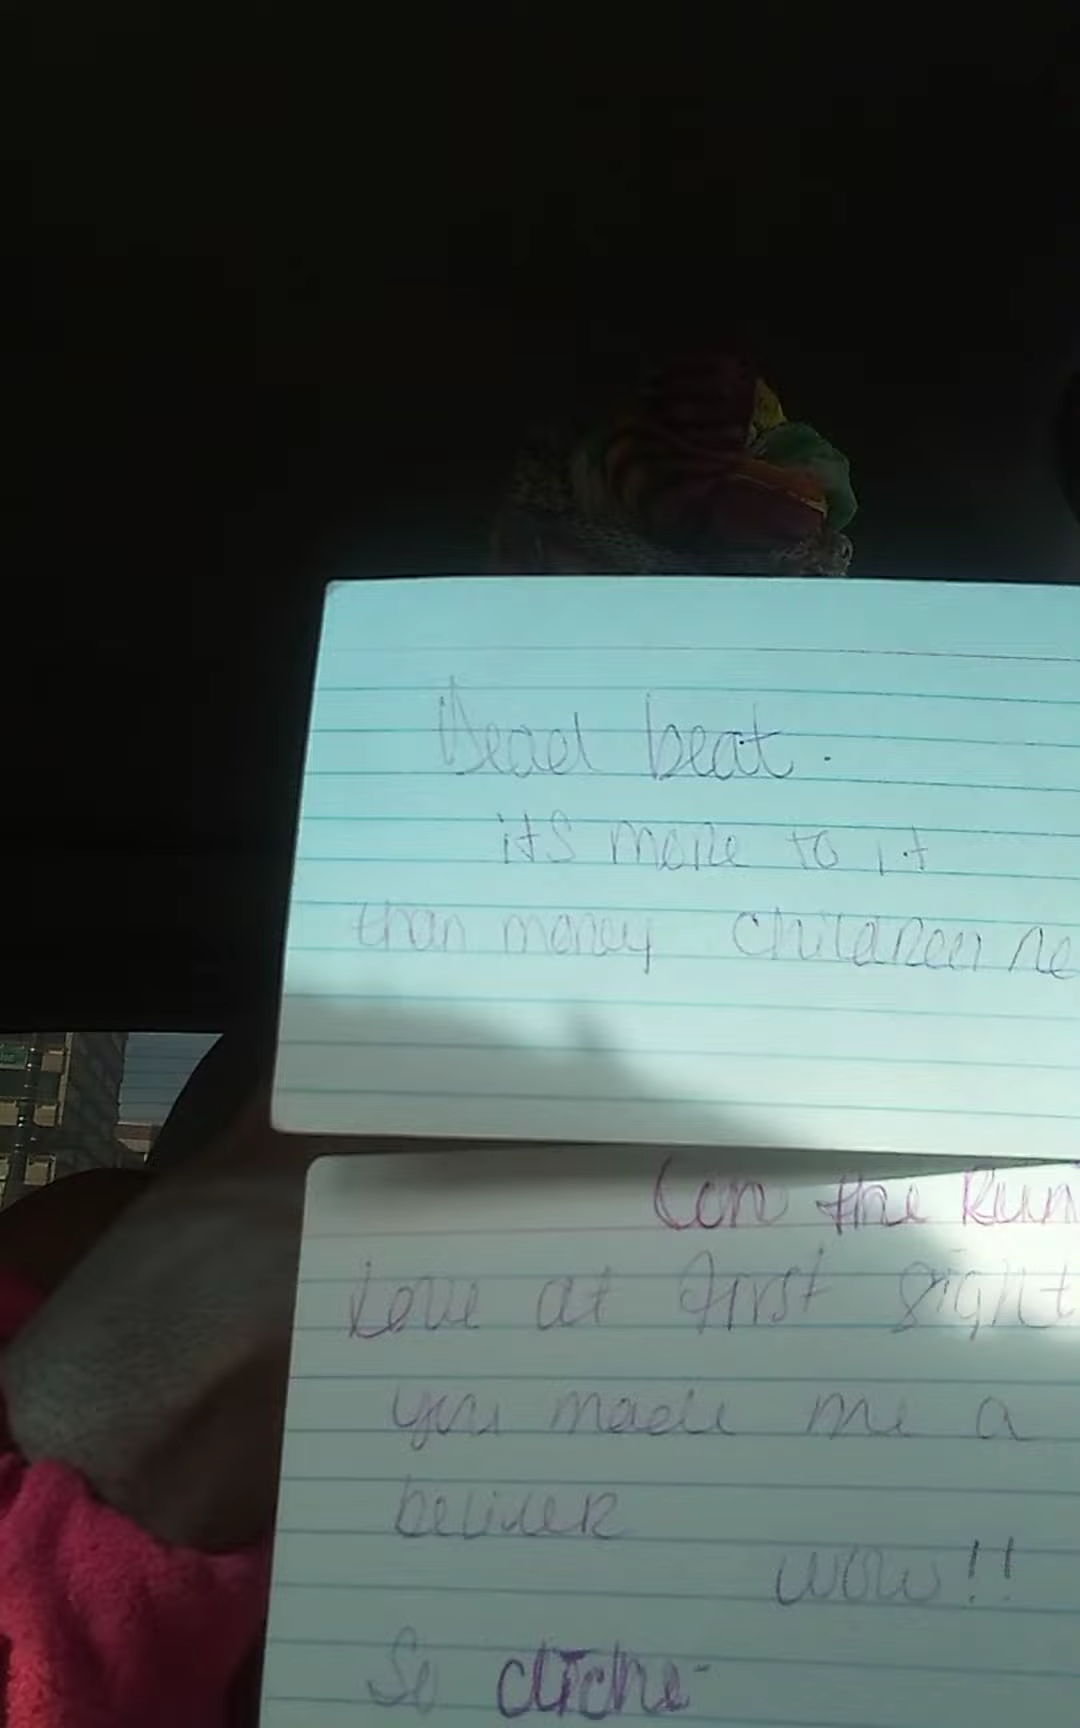 Dead beat.
its more to it
than money children ne
(on the Run
Love at first sight
you made me a
beliver
wow!!
So cliche